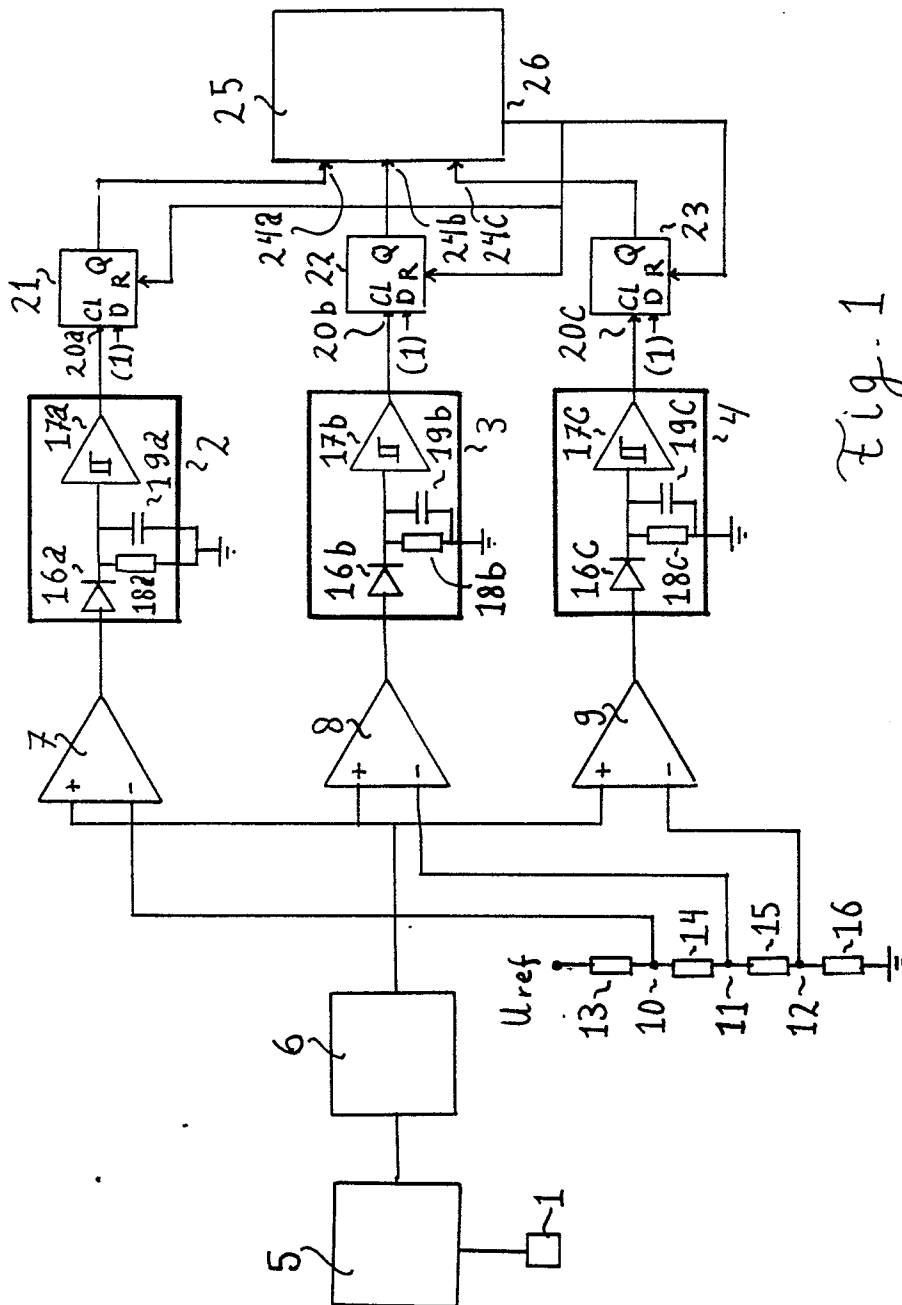 25
26
21
CL
Q
D
R
20a
(1)
24a
22
CL
Q
D
R
20b
(1)
24b
24C
23
CL
Q
D
R
20C
(1)
17a
19a
2
16a
18a
17b
19b
3
16b
18b
17C
19C
4
16C
18C
7
+
-
8
+
-
9
+
-
Uref
13
10
14
11
15
12
16
6
5
1
Fig. 1